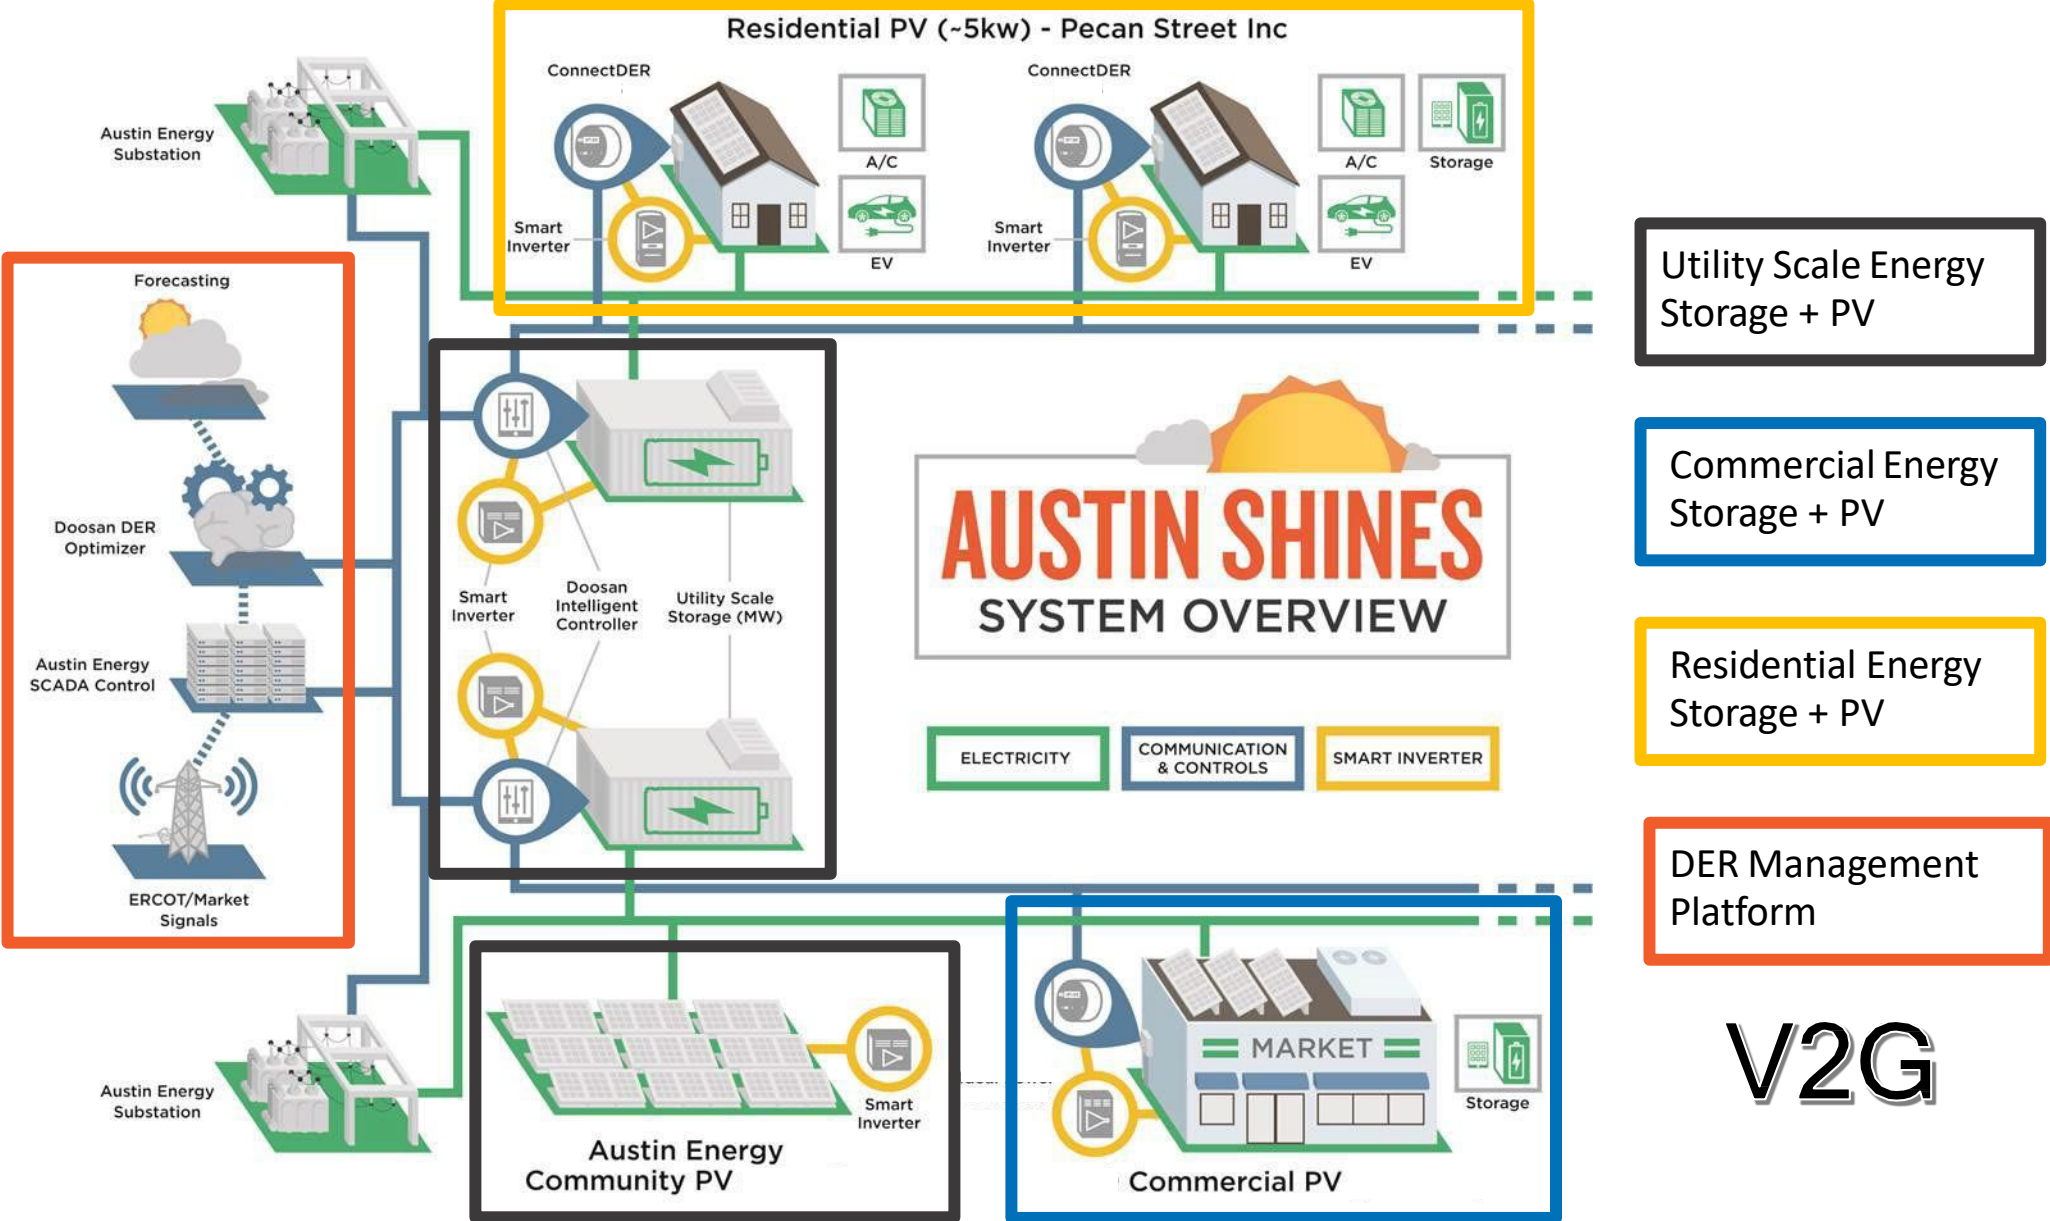 Residential PV (~5kw) - Pecan Street Inc
ConnectDER
ConnectDER
Austin Energy
Substation
A/C
A/C
Storage
Smart
Inverter
Smart
Inverter
EV
EV
Forecasting
Doosan DER
Optimizer
Austin Energy
SCADA Control
ERCOT/Market
Signals
Smart
Inverter
Doosan
Intelligent
Controller
Utility Scale
Storage (MW)
AUSTIN SHINES
SYSTEM OVERVIEW
ELECTRICITY
COMMUNICATION
& CONTROLS
SMART INVERTER
Austin Energy
Substation
Smart
Inverter
Austin Energy
Community PV
MARKET
Storage
Commercial PV
Utility Scale Energy
Storage + PV
Commercial Energy
Storage + PV
Residential Energy
Storage + PV
DER Management
Platform
V2G